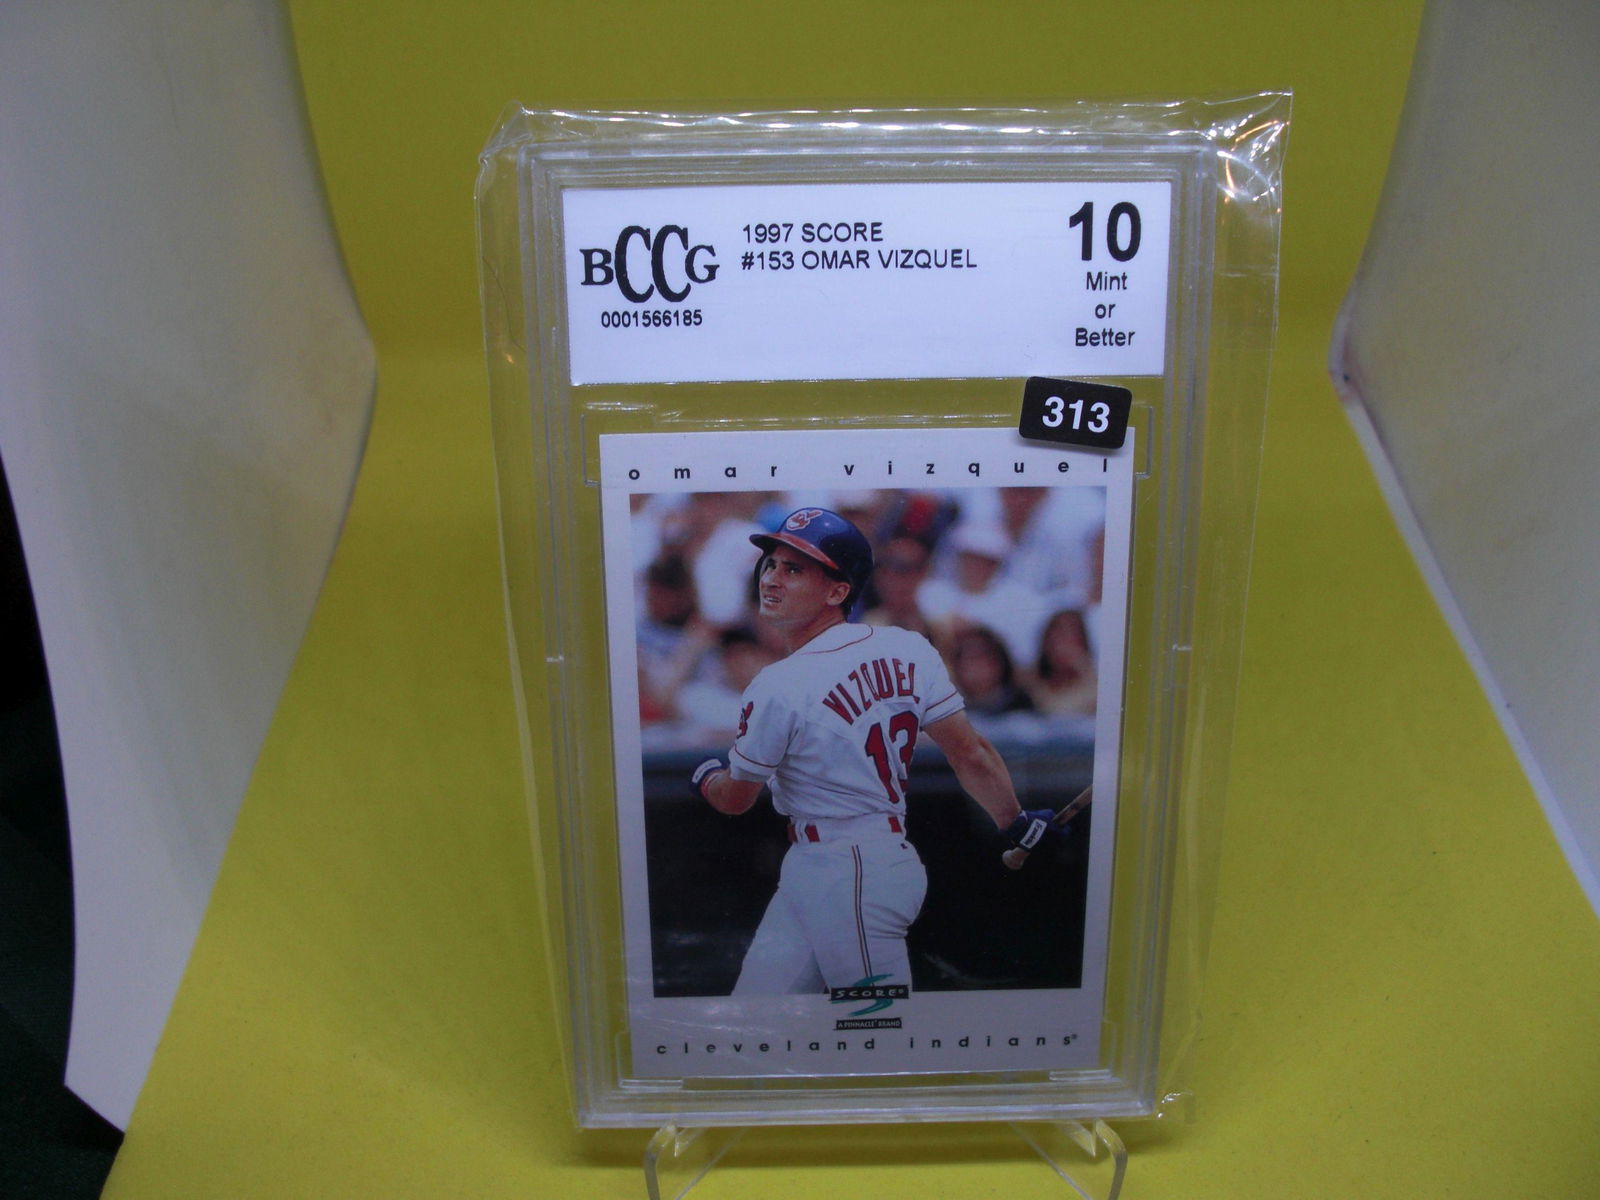 BCCG
0001566185
1997 SCORE
#153 OMAR VIZQUEL
10
Mint
or
Better
313
omar vizquel
VIZQUEL
13
Franklin
SCORE®
A PINNACLE® BRAND
cleveland indians®